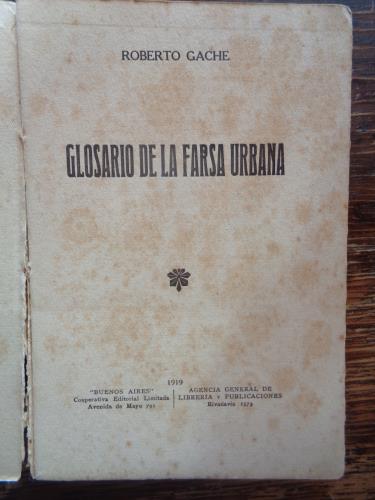 ROBERTO GACHE
GLOSARIO DE LA FARSA URBANA
1919
"BUENOS AIRES"
Cooperativa Editorial Limitada
Avenida de Mayo 791
AGENCIA GENERAL DE
LIBRERIA Y PUBLICACIONES
Rivadavia 1573